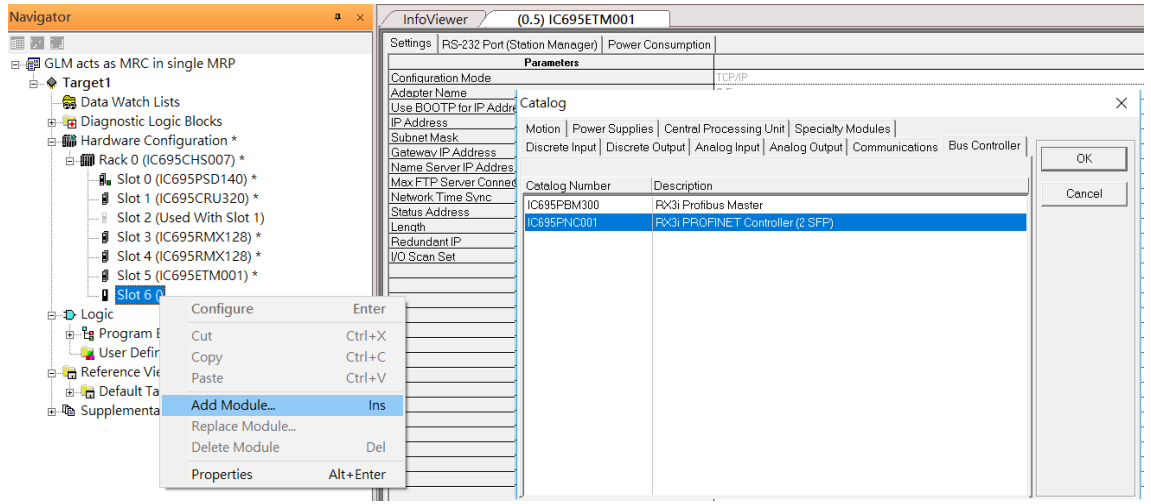 Navigator
GLM acts as MRC in single MRP
Target1
Data Watch Lists
Diagnostic Logic Blocks
Hardware Configuration *
Rack 0 (IC695CHS007) *
Slot 0 (IC695PSD140) *
Slot 1 (IC695CRU320) *
Slot 2 (Used With Slot 1)
Slot 3 (IC695RMX128) *
Slot 4 (IC695RMX128) *
Slot 5 (IC695ETM001) *
Slot 6 ()
Logic
Program
User Defin
Reference Vie
Default Ta
Supplementa
Configure Enter
Cut Ctrl+X
Copy Ctrl+C
Paste Ctrl+V
Add Module... Ins
Replace Module...
Delete Module Del
Properties Alt+Enter
InfoViewer (0.5) IC695ETM001
Settings RS-232 Port (Station Manager) Power Consumption
Parameters
Configuration Mode TCP/IP
Adapter Name
Use BOOTP for IP Addre
IP Address
Subnet Mask
Gateway IP Address
Name Server IP Addres
Max FTP Server Connec
Network Time Sync
Status Address
Length
Redundant IP
I/O Scan Set
Catalog
Motion Power Supplies Central Processing Unit Specialty Modules
Discrete Input Discrete Output Analog Input Analog Output Communications Bus Controller
Catalog Number Description
IC695PBM300 RX3i Profibus Master
IC695PNC001 RX3i PROFINET Controller (2 SFP)
OK
Cancel